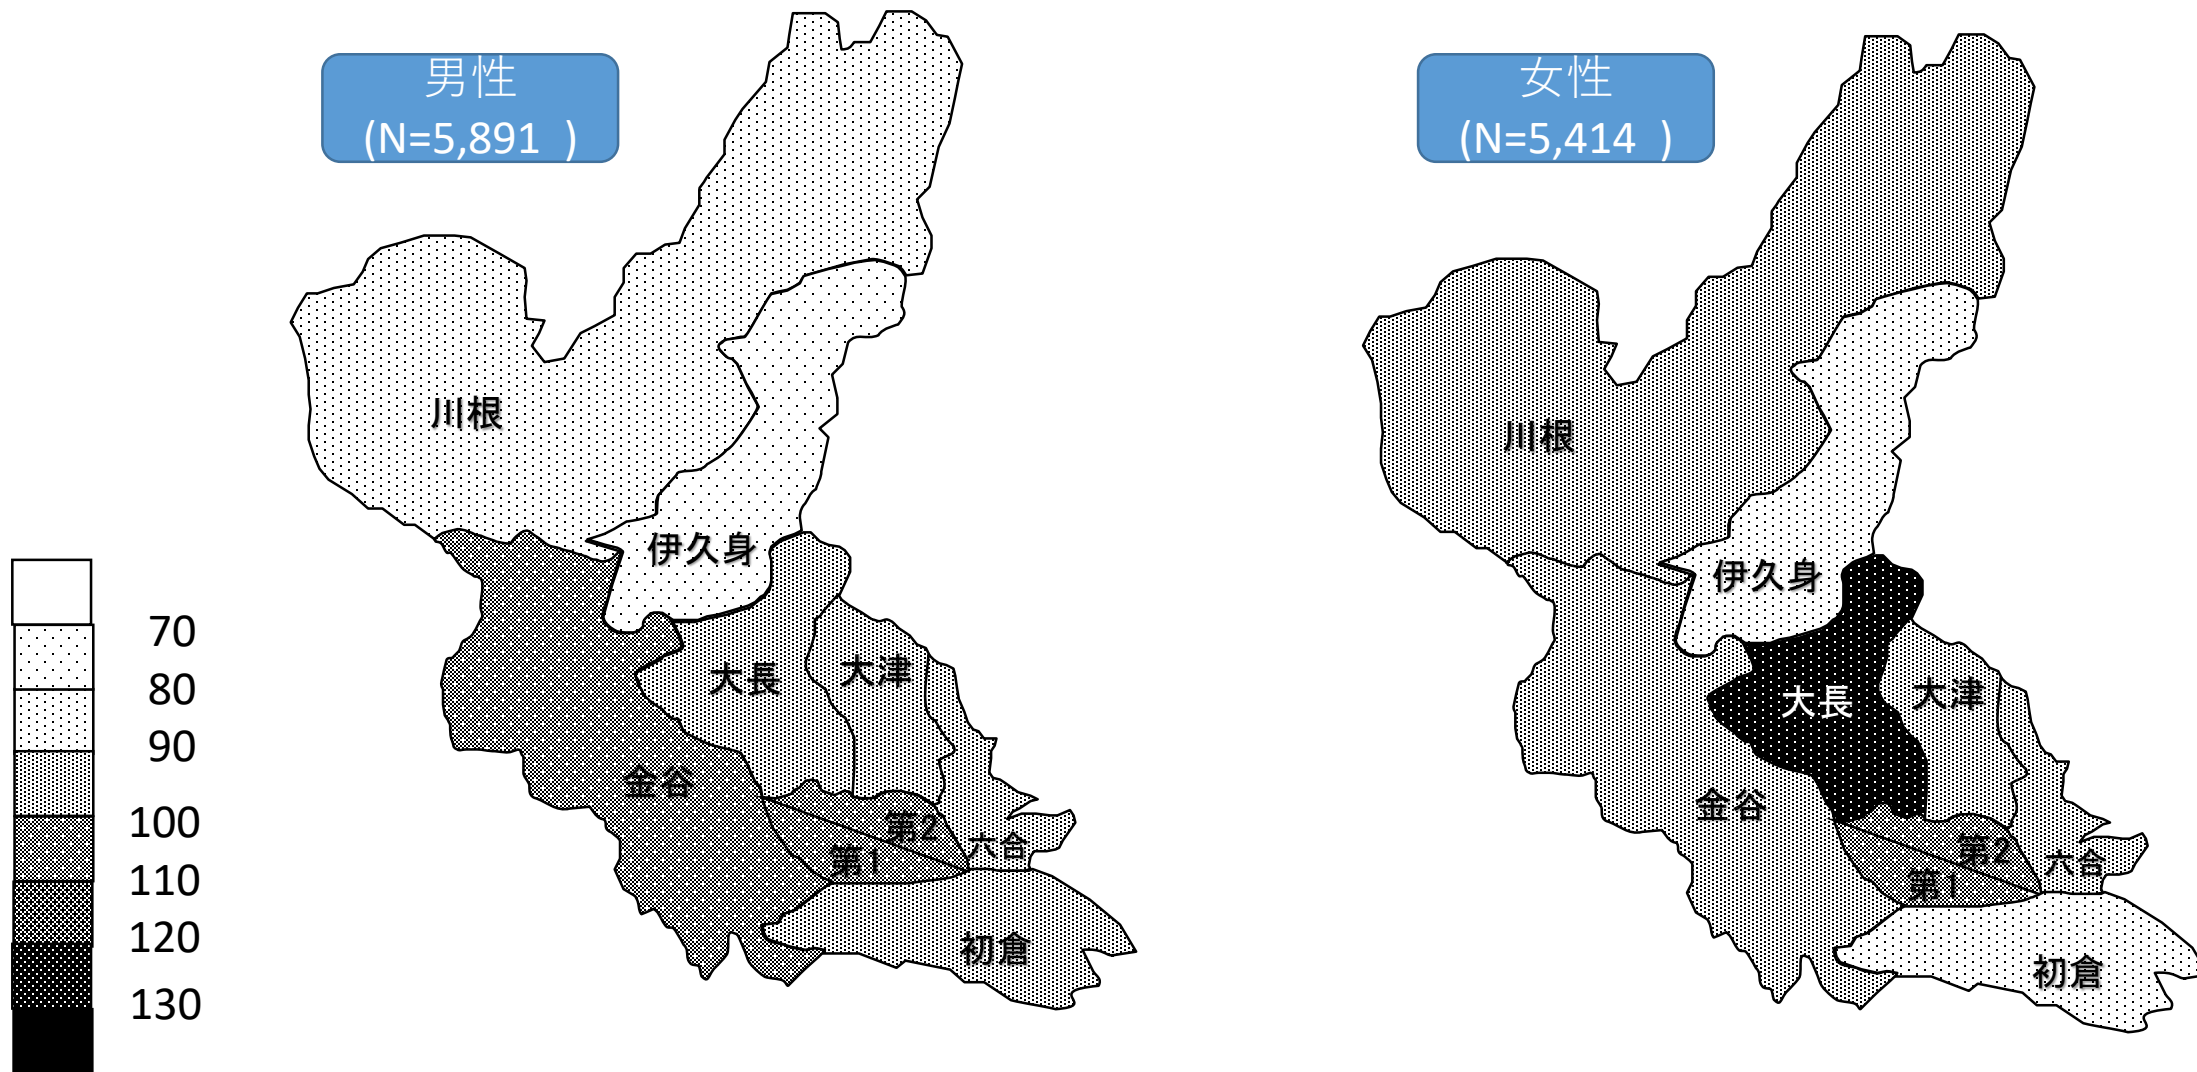 男性
(N=5,891 )
川根
伊久身
大長
大津
金谷
第2
第1
六合
初倉
女性
(N=5,414 )
川根
伊久身
大長
大津
金谷
第2
第1
六合
初倉
70
80
90
100
110
120
130